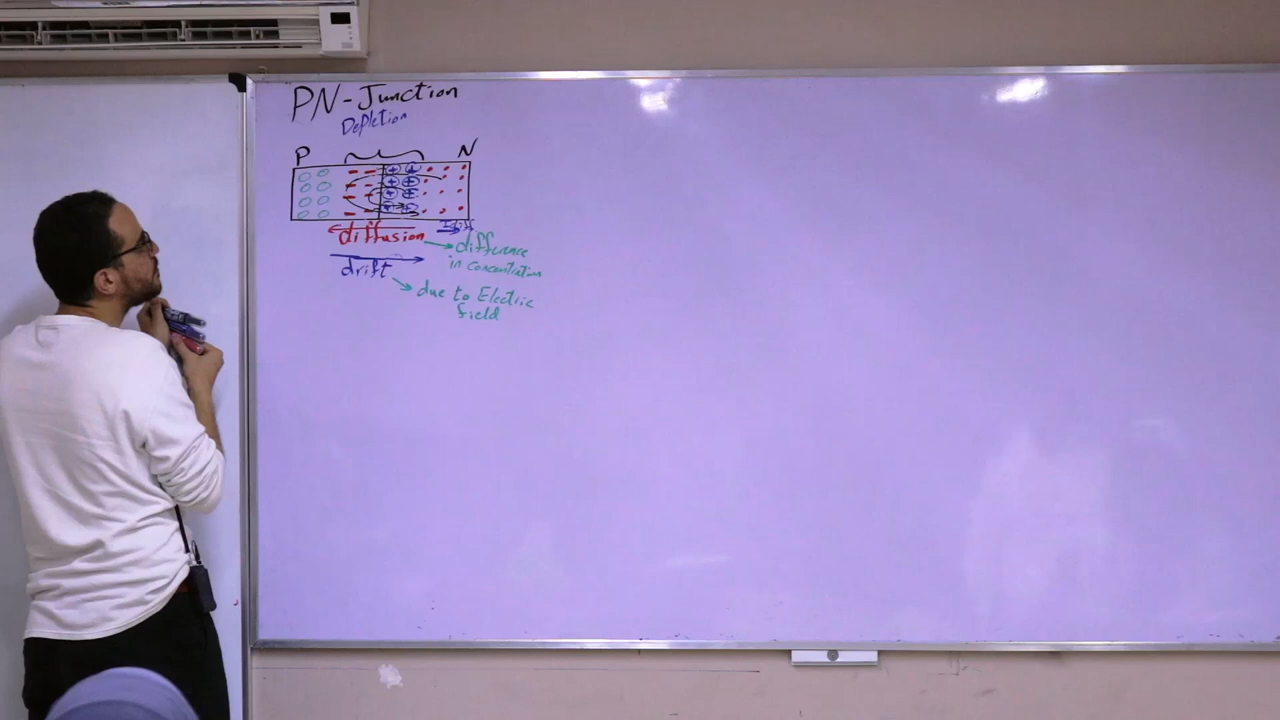 PN-Junction
Depletion
P N
diffusion
difference
in concentration
drift
due to Electric
field